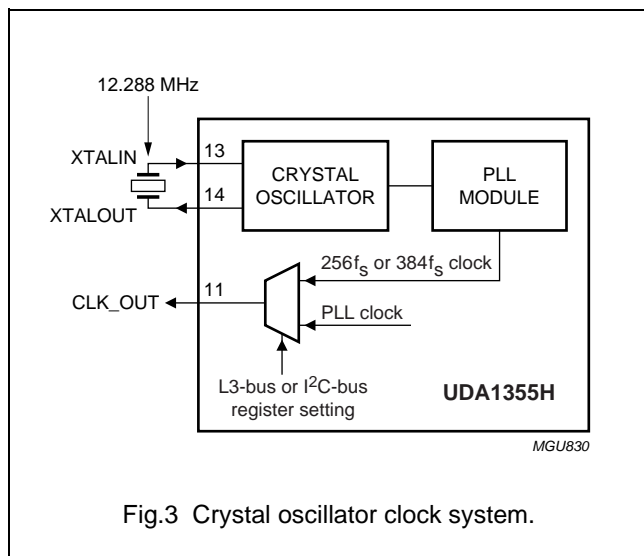 12.288 MHz
XTALIN
13
CRYSTAL
OSCILLATOR
PLL
MODULE
XTALOUT
14
256fs or 384fs clock
CLK_OUT
11
PLL clock
L3-bus or I²C-bus
register setting
UDA1355H
MGU830
Fig.3 Crystal oscillator clock system.